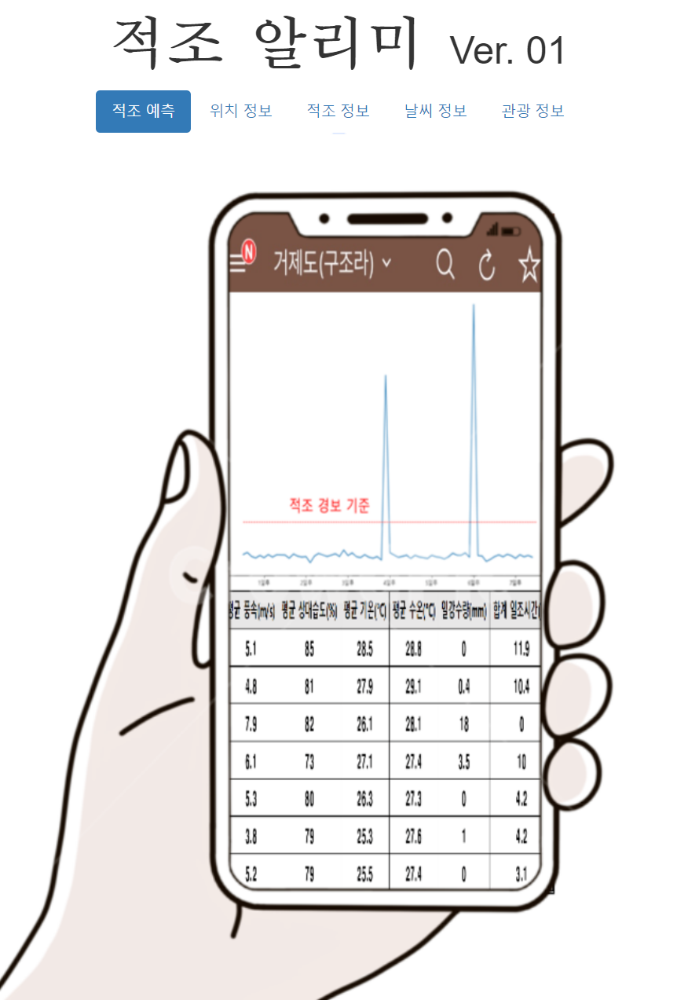 적조 알리미 Ver. 01
적조 예측 위치 정보 적조 정보 날씨 정보 관광 정보
N 거제도(구조라)
적조 경보 기준
1일후 2일후 3일후 4일후 5일후 6일후 7일후
평균 풍속(m/s) 평균 상대습도(%) 평균 기온(℃) 평균 수온(℃) 일강수량(mm) 합계 일조시간(
5.1 85 28.5 28.8 0 11.9
4.8 81 27.9 29.1 0.4 10.4
7.9 82 26.1 28.1 18 0
6.1 73 27.1 27.4 3.5 10
5.3 80 26.3 27.3 0 4.2
3.8 79 25.3 27.6 1 4.2
5.2 79 25.5 27.4 0 3.1